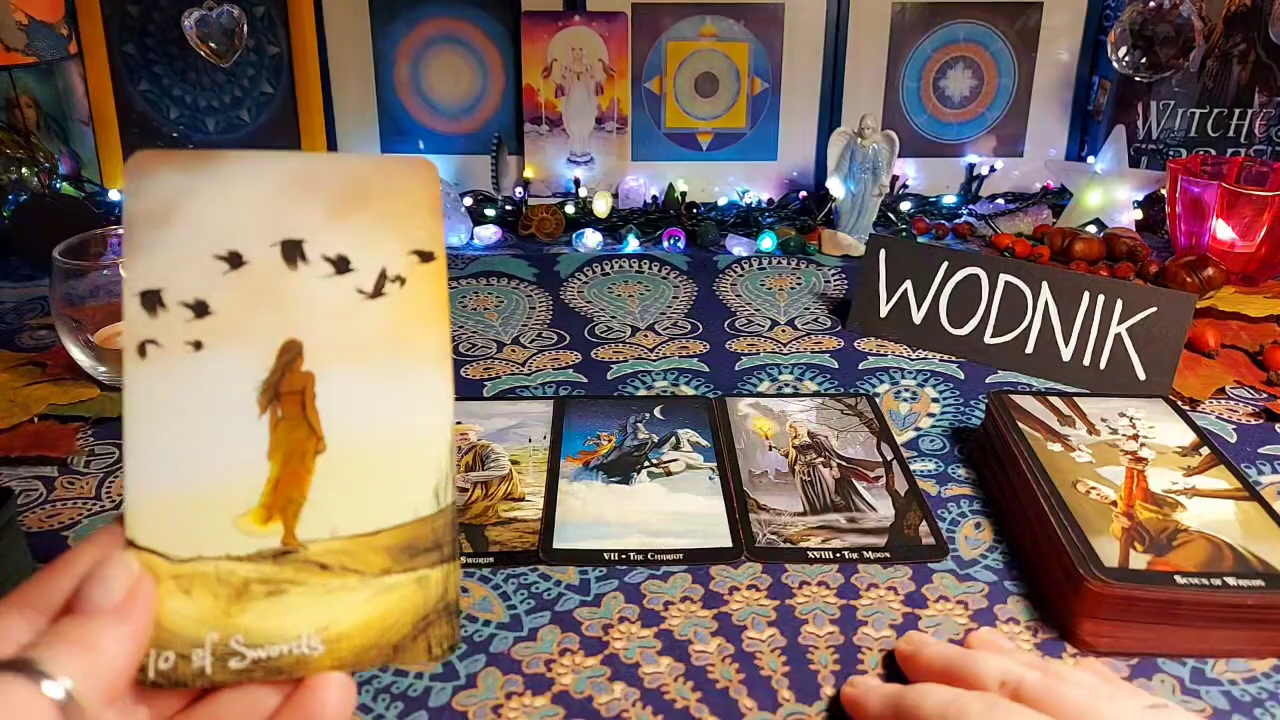 WITCHE
WODNIK
SWORDS
VII • THE CHARIOT
XVIII • THE MOON
SEVEN OF WANDS
10 of Swords